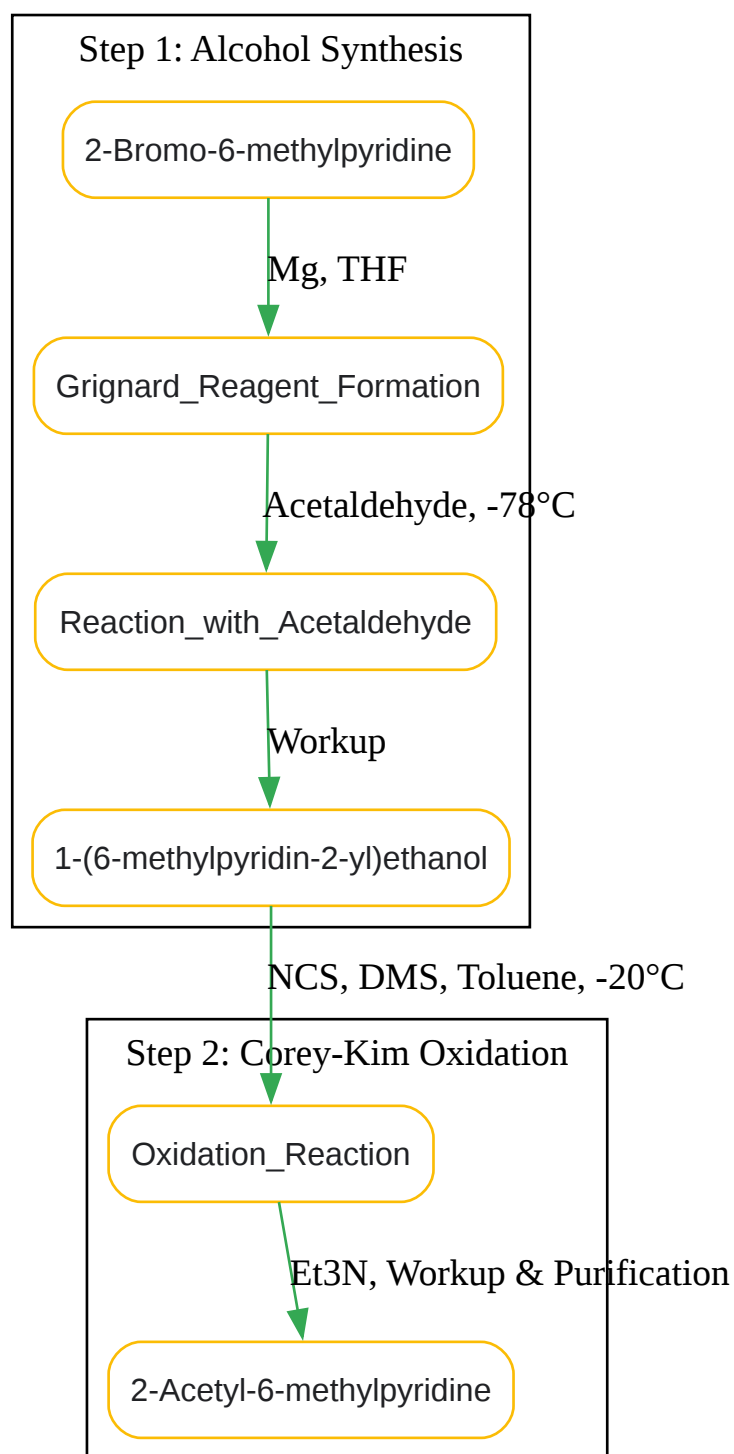 Step 1: Alcohol Synthesis
2-Bromo-6-methylpyridine
Mg, THF
Grignard_Reagent_Formation
Acetaldehyde, -78°C
Reaction_with_Acetaldehyde
Workup
1-(6-methylpyridin-2-yl)ethanol
NCS, DMS, Toluene, -20°C
Step 2: Corey-Kim Oxidation
Oxidation_Reaction
Et3N, Workup & Purification
2-Acetyl-6-methylpyridine